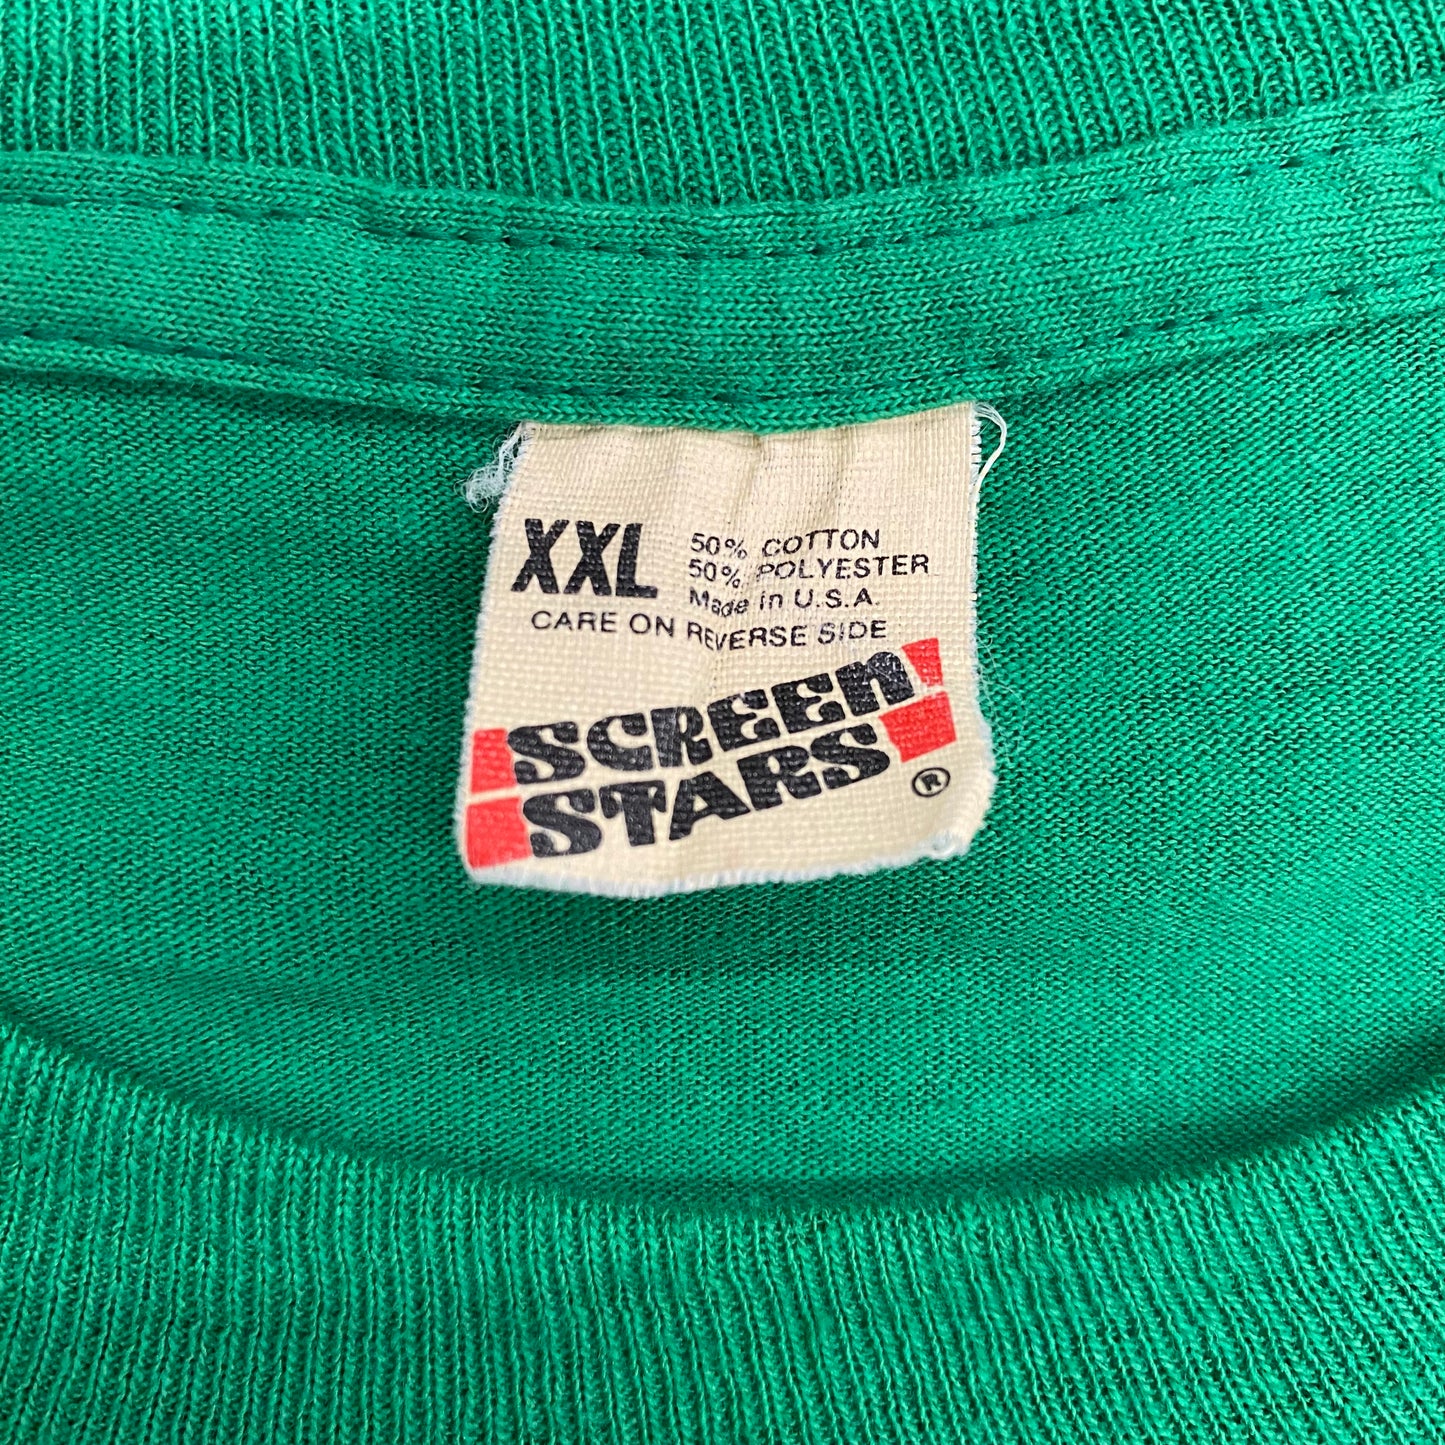 XXL
50% COTTON
50% POLYESTER
Made in U.S.A.
CARE ON REVERSE SIDE
SCREEN
STARS
®